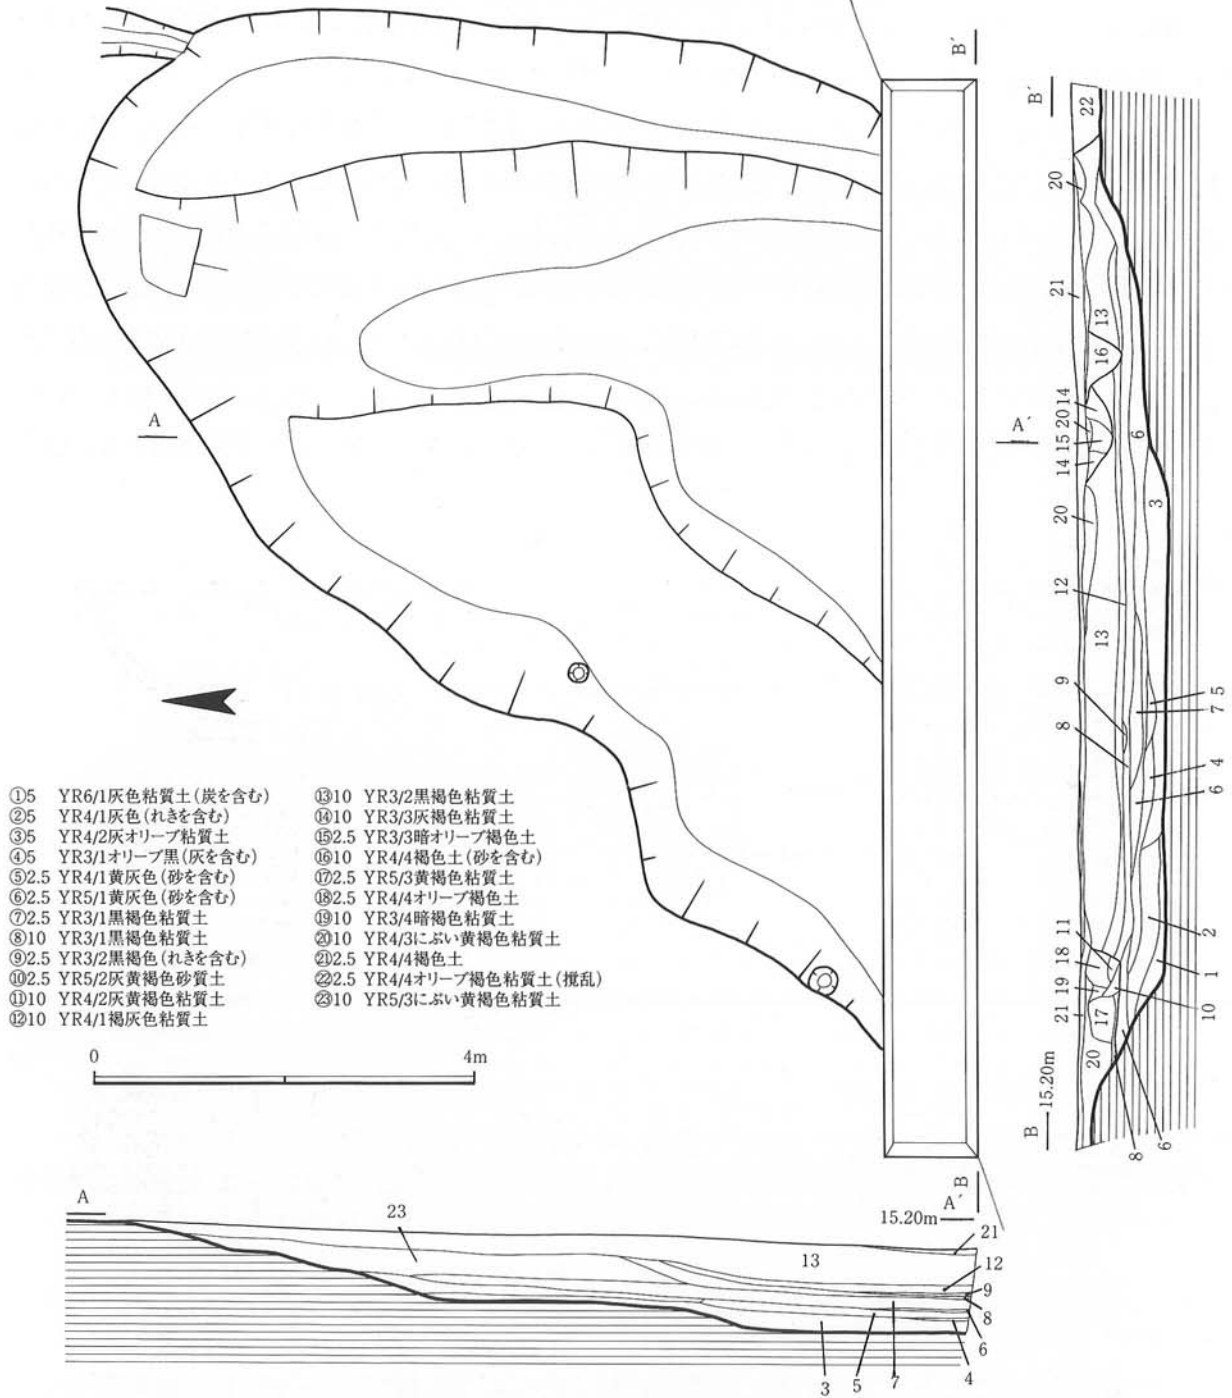 B´
B´
22
20
21
13
16
14
20
15
14
A
A´
6
3
20
12
13
9
8
5
7
4
6
①5 YR6/1灰色粘質土(炭を含む)
②5 YR4/1灰色(れきを含む)
③5 YR4/2灰オリーブ粘質土
④5 YR3/1オリーブ黒(灰を含む)
⑤2.5 YR4/1黄灰色(砂を含む)
⑥2.5 YR5/1黄灰色(砂を含む)
⑦2.5 YR3/1黒褐色粘質土
⑧10 YR3/1黒褐色粘質土
⑨2.5 YR3/2黒褐色(れきを含む)
⑩2.5 YR5/2灰黄褐色砂質土
⑪10 YR4/2灰黄褐色粘質土
⑫10 YR4/1褐灰色粘質土
⑬10 YR3/2黒褐色粘質土
⑭10 YR3/3灰褐色粘質土
⑮2.5 YR3/3暗オリーブ褐色土
⑯10 YR4/4褐色土(砂を含む)
⑰2.5 YR5/3黄褐色粘質土
⑱2.5 YR4/4オリーブ褐色土
⑲10 YR3/4暗褐色粘質土
⑳10 YR4/3にぶい黄褐色粘質土
㉑2.5 YR4/4褐色土
㉒2.5 YR4/4オリーブ褐色粘質土(撹乱)
㉓10 YR5/3にぶい黄褐色粘質土
11
18
19
21
17
20
2
1
10
0 4m
B 15.20m
8
6
A
23
B
A´
15.20m
21
13
12
9
8
6
3
5
7
4